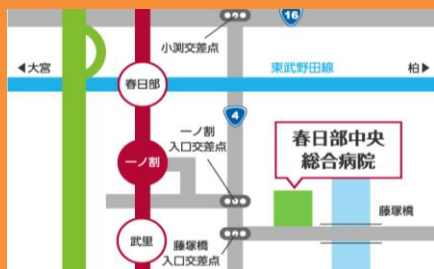 16
小渕交差点
◀大宮
東武野田線
柏▶
春日部
4
一ノ割
入口交差点
春日部中央
総合病院
一ノ割
藤塚橋
武里
藤塚橋
入口交差点